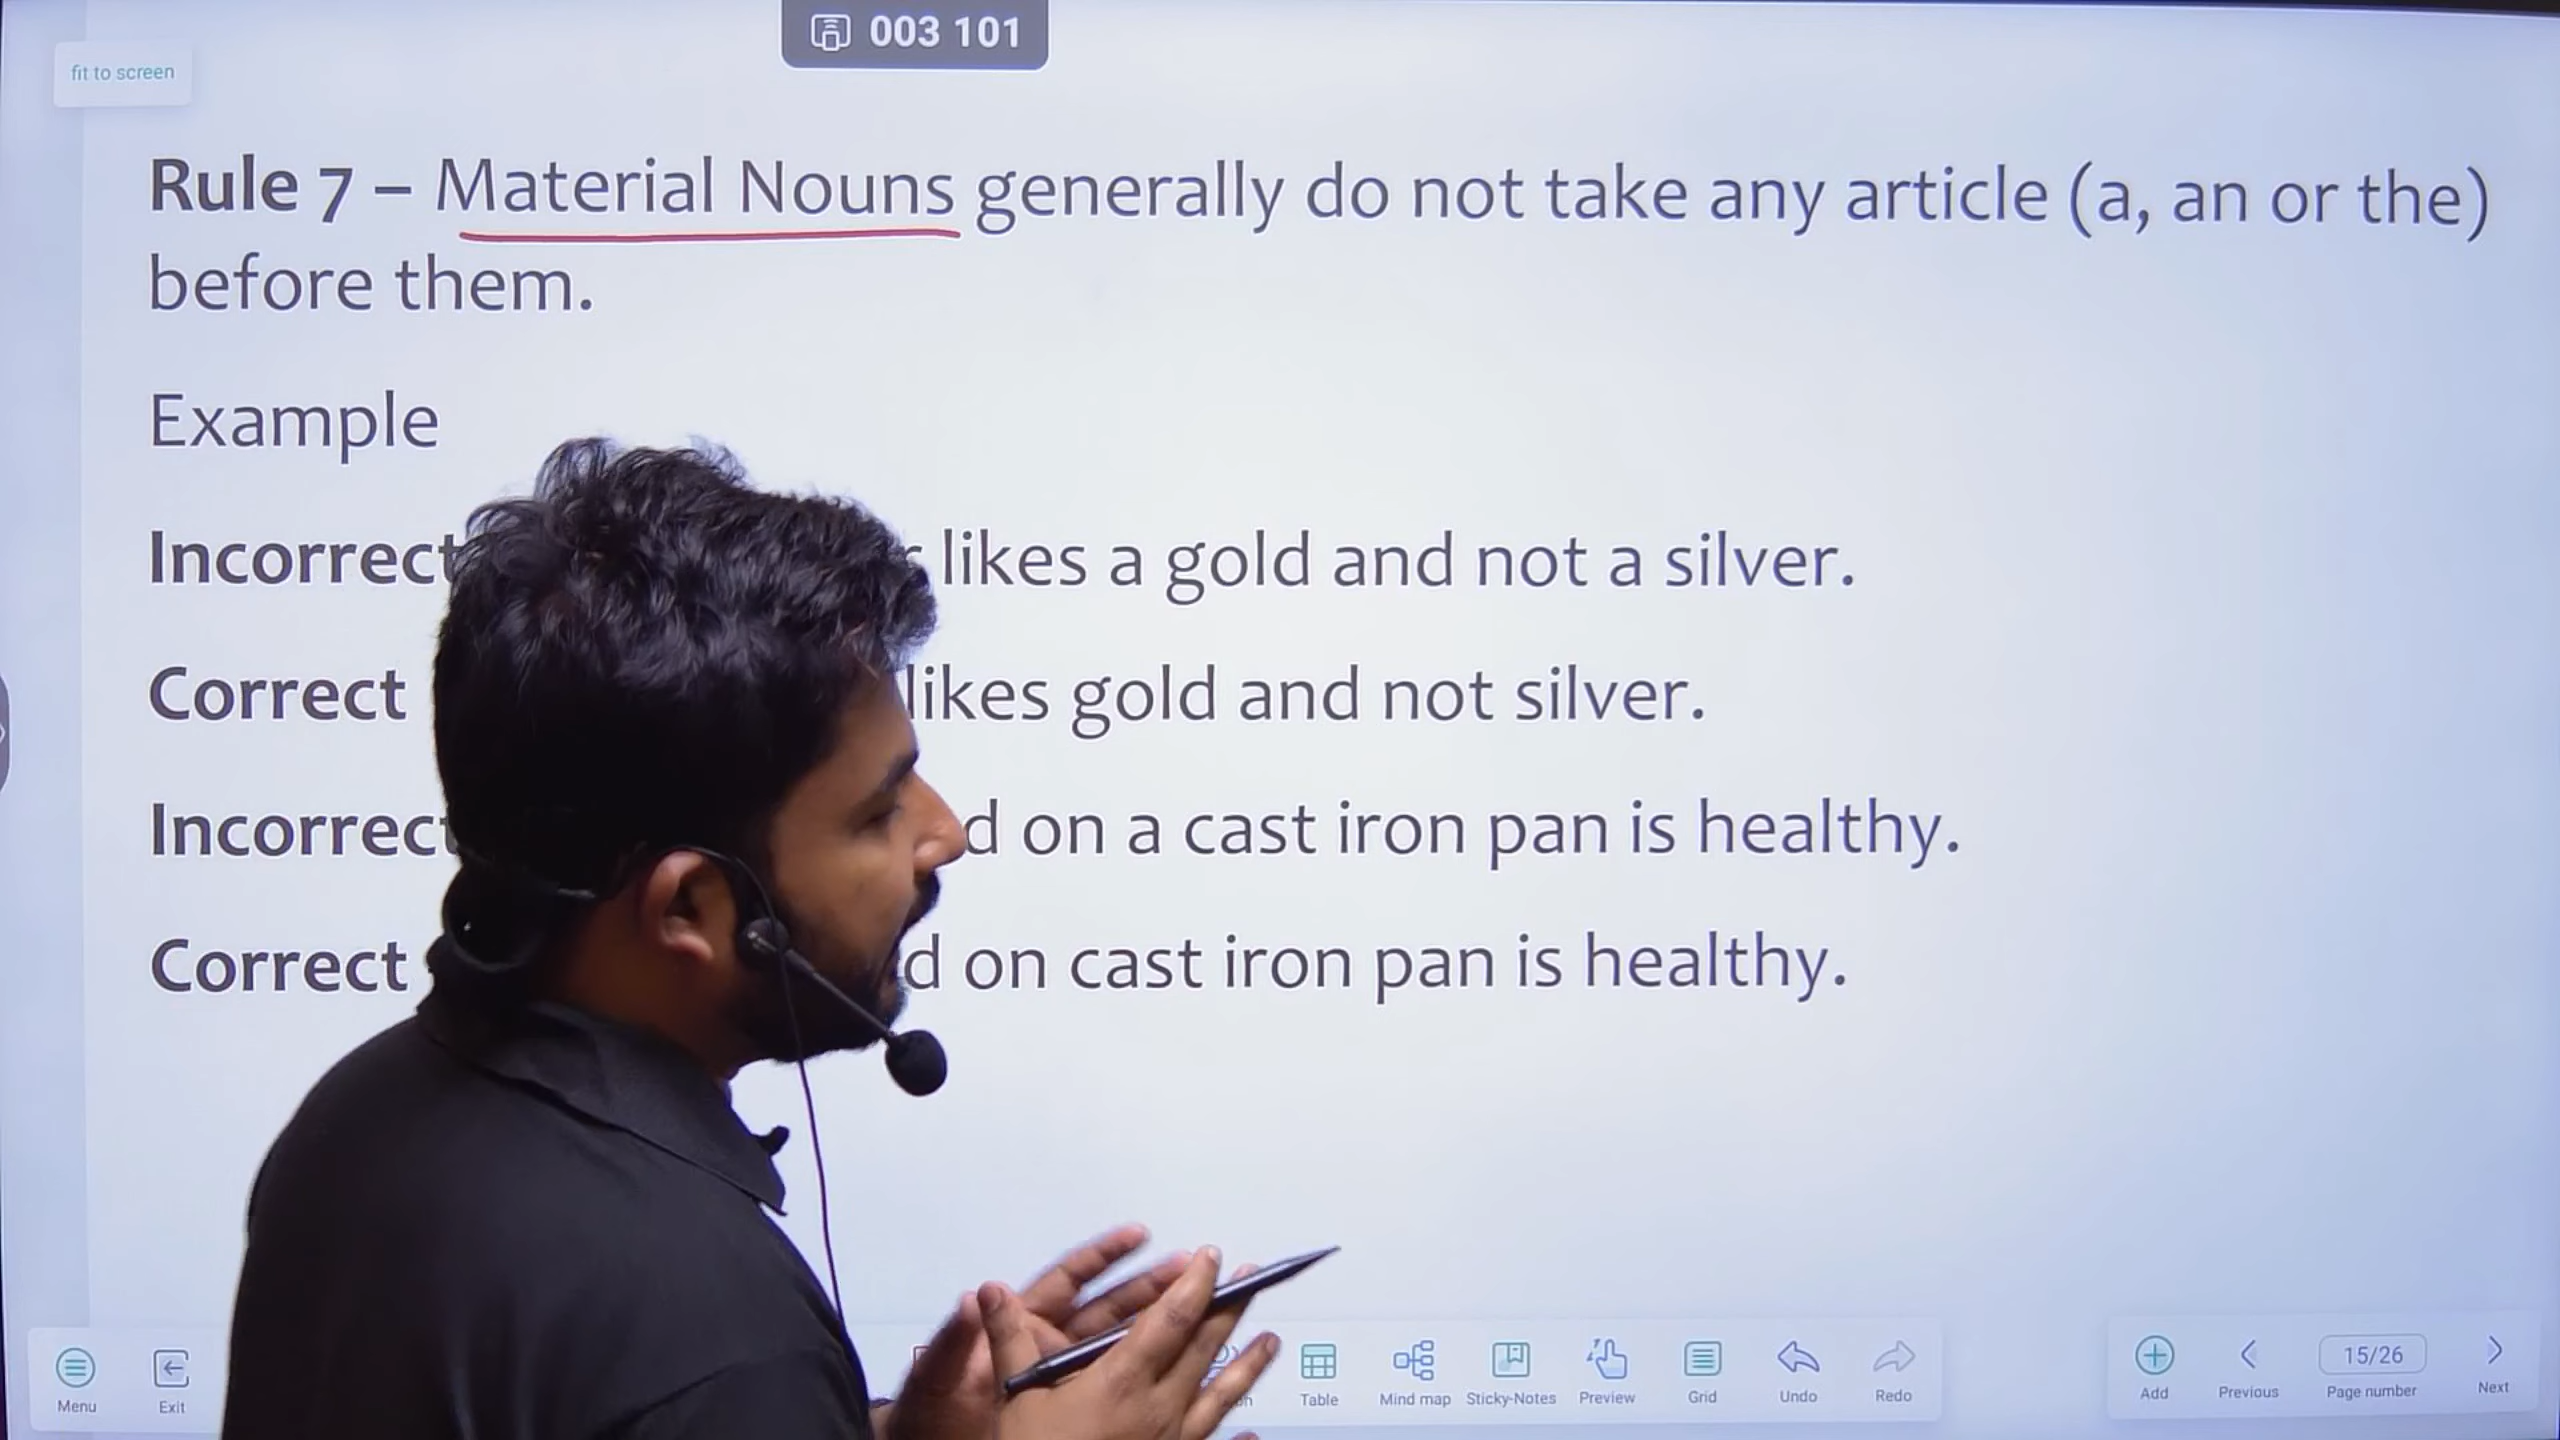 003 101
fit to screen
Rule 7 – Material Nouns generally do not take any article (a, an or the)
before them.
Example
Incorrect likes a gold and not a silver.
Correct likes gold and not silver.
Incorrect on a cast iron pan is healthy.
Correct on cast iron pan is healthy.
Menu Exit Table Mind map Sticky-Notes Preview Grid Undo Redo Add Previous 15/26 Page number Next